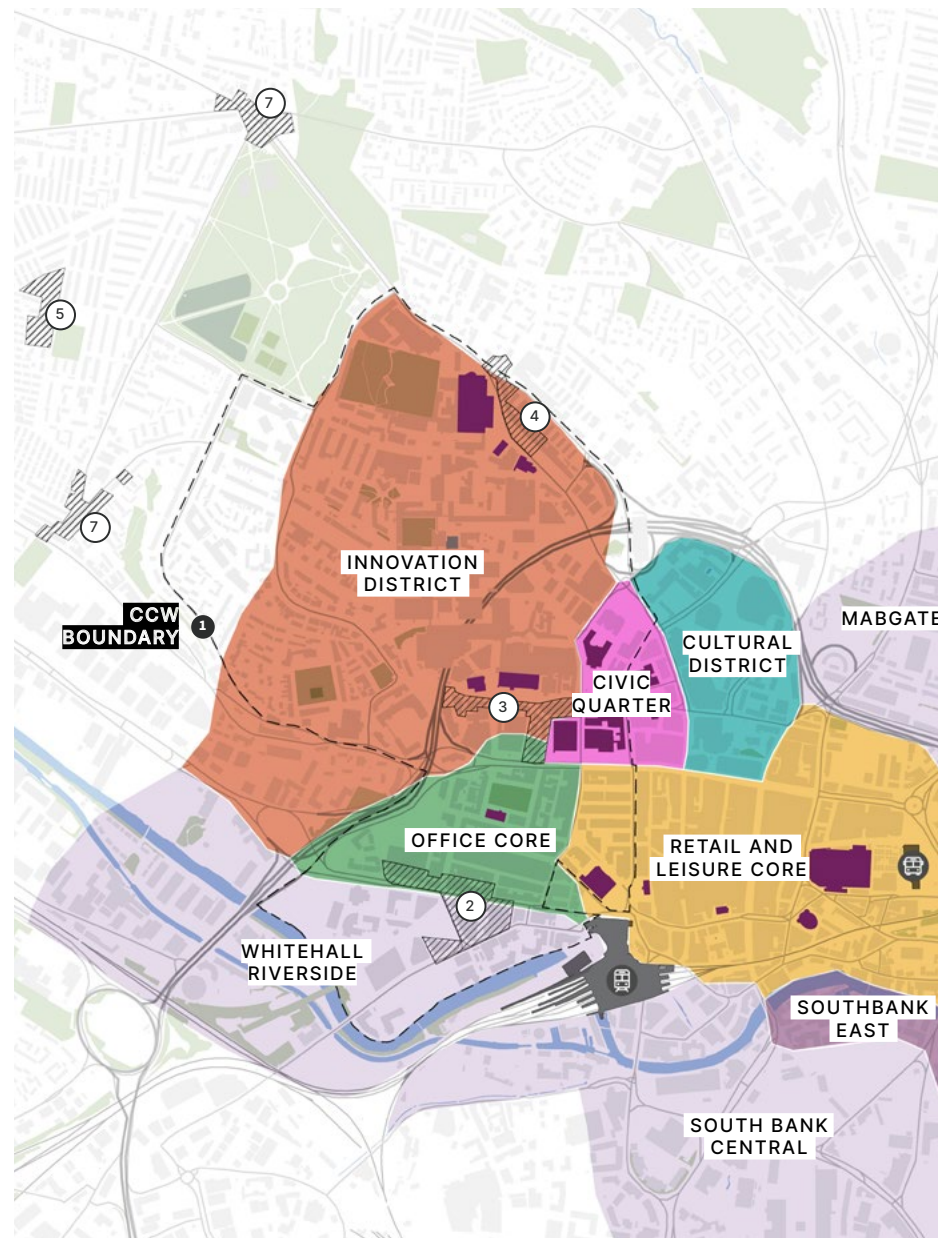 7
5
4
7
INNOVATION
DISTRICT
CCW
BOUNDARY
1
MABGATE
CULTURAL
DISTRICT
CIVIC
QUARTER
3
OFFICE CORE
RETAIL AND
LEISURE CORE
2
WHITEHALL
RIVERSIDE
SOUTHBANK
EAST
SOUTH BANK
CENTRAL